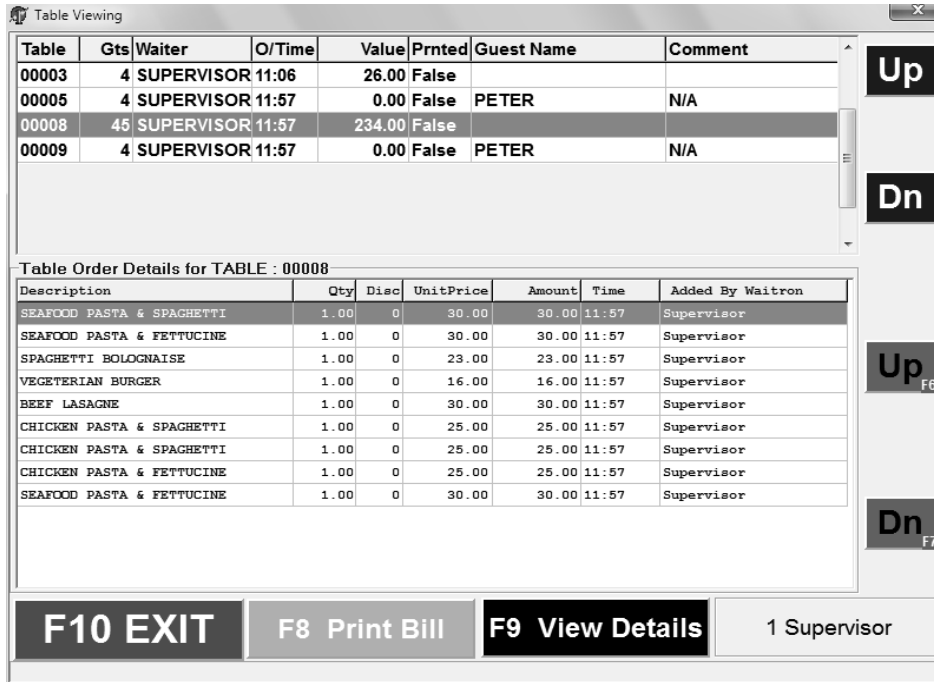 Table Viewing
Table Gts Waiter O/Time Value Prnted Guest Name Comment
00003 4 SUPERVISOR 11:06 26.00 False
00005 4 SUPERVISOR 11:57 0.00 False PETER N/A
00008 45 SUPERVISOR 11:57 234.00 False
00009 4 SUPERVISOR 11:57 0.00 False PETER N/A
Up
Dn
Table Order Details for TABLE : 00008
Description Qty Disc UnitPrice Amount Time Added By Waitron
SEAFOOD PASTA & SPAGHETTI 1.00 0 30.00 30.00 11:57 Supervisor
SEAFOOD PASTA & FETTUCINE 1.00 0 30.00 30.00 11:57 Supervisor
SPAGHETTI BOLOGNAISE 1.00 0 23.00 23.00 11:57 Supervisor
VEGETERIAN BURGER 1.00 0 16.00 16.00 11:57 Supervisor
BEEF LASAGNE 1.00 0 30.00 30.00 11:57 Supervisor
CHICKEN PASTA & SPAGHETTI 1.00 0 25.00 25.00 11:57 Supervisor
CHICKEN PASTA & SPAGHETTI 1.00 0 25.00 25.00 11:57 Supervisor
CHICKEN PASTA & FETTUCINE 1.00 0 25.00 25.00 11:57 Supervisor
SEAFOOD PASTA & FETTUCINE 1.00 0 30.00 30.00 11:57 Supervisor
Up F6
Dn F7
F10 EXIT F8 Print Bill F9 View Details 1 Supervisor